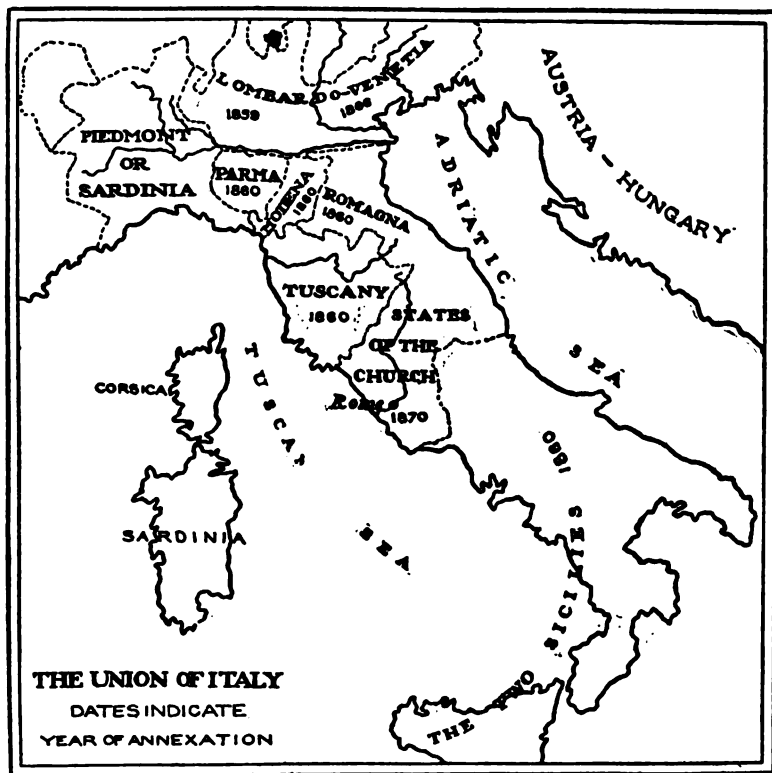 AUSTRIA – HUNGARY
LOMBARDO-VENETIA
1859
1866
PIEDMONT
OR
SARDINIA
PARMA
1860
MODENA
1860
ROMAGNA
1860
ADRIATIC
SEA
TUSCANY
1860
STATES
OF THE
CHURCH
Rome
1870
CORSICA
TUSCAN
SEA
SARDINIA
1860
THE TWO SICILIES
THE UNION OF ITALY
DATES INDICATE
YEAR OF ANNEXATION